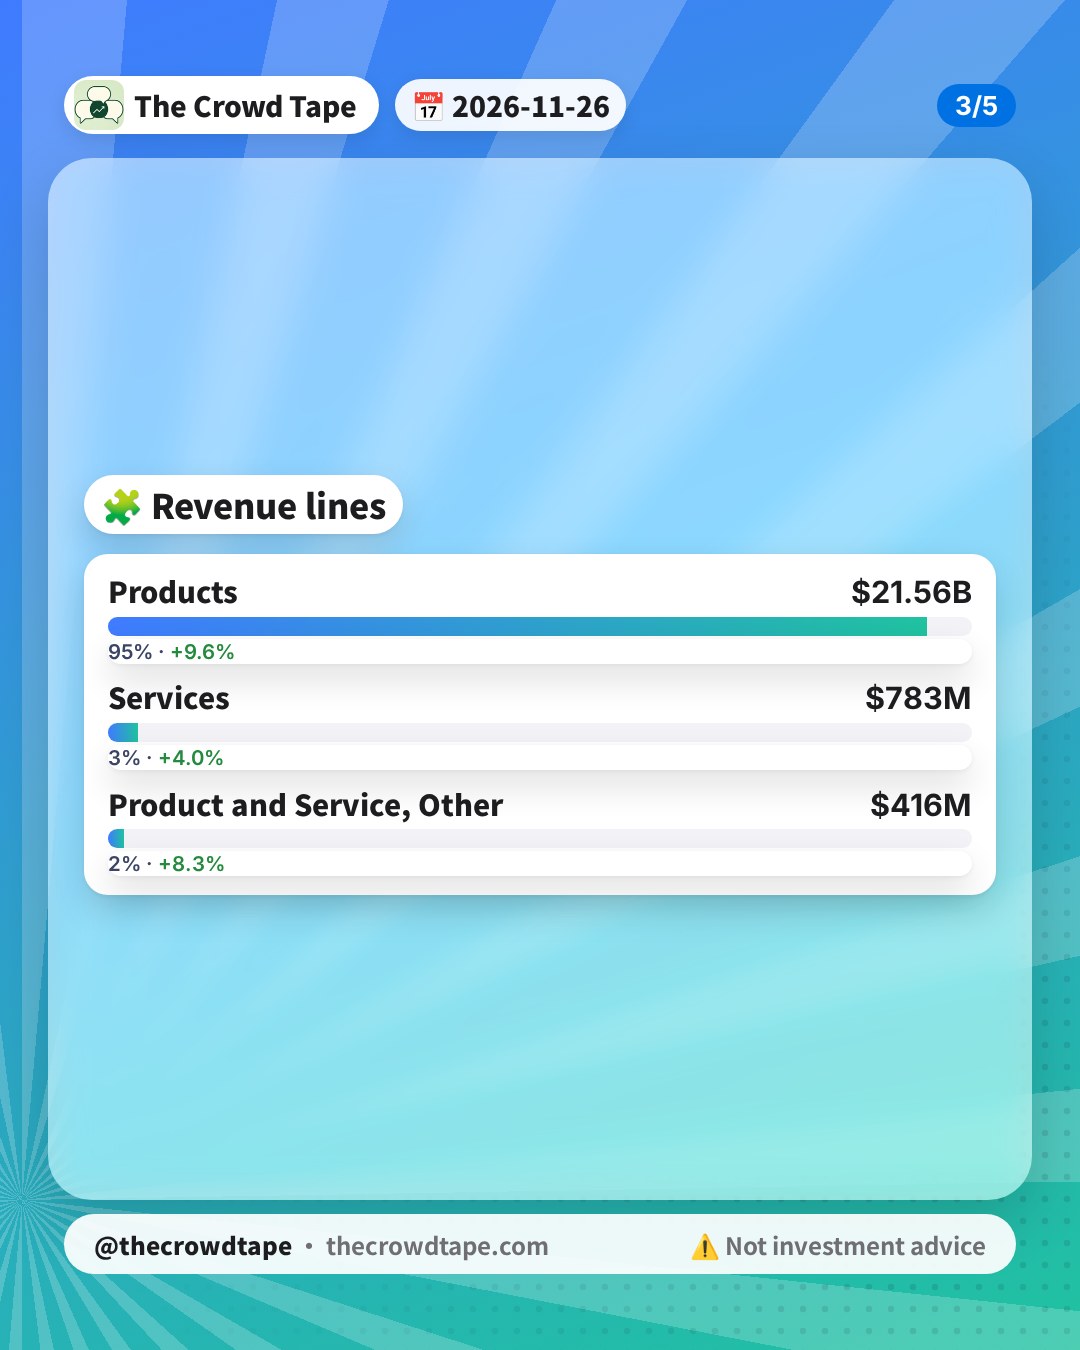 The Crowd Tape
2026-11-26
3/5
Revenue lines
Products $21.56B
95% · +9.6%
Services $783M
3% · +4.0%
Product and Service, Other $416M
2% · +8.3%
@thecrowdtape • thecrowdtape.com ⚠️ Not investment advice